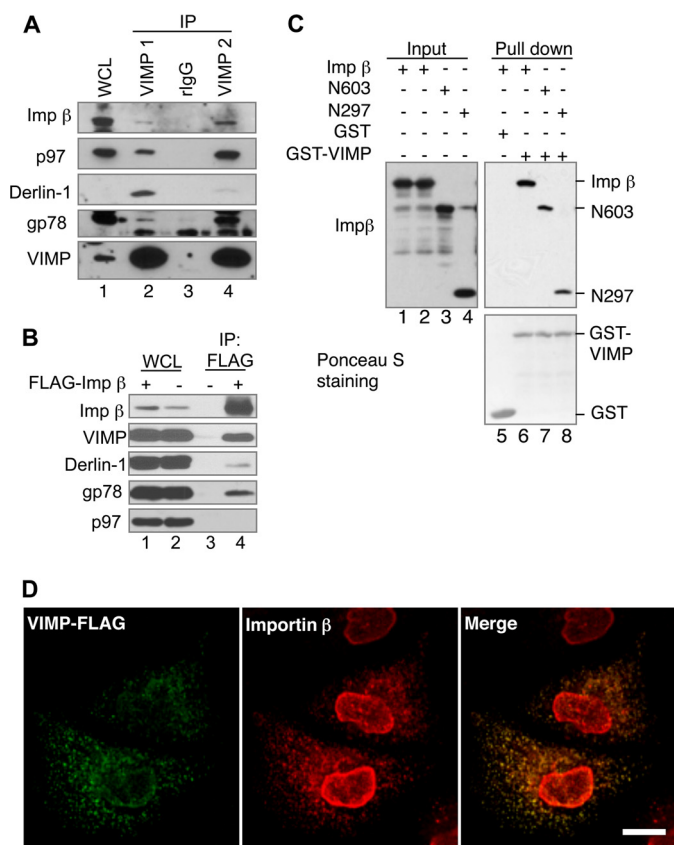 A
IP
WCL
VIMP 1
rIgG
VIMP 2
Imp β
p97
Derlin-1
gp78
VIMP
1 2 3 4
B
IP:
WCL FLAG
FLAG-Imp β + - - +
Imp β
VIMP
Derlin-1
gp78
p97
1 2 3 4
C
Input Pull down
Imp β + + - - + + - -
N603 - - + - - - + -
N297 - - - + - - - +
GST - - - - + - - -
GST-VIMP - - - - - + + +
Impβ
Imp β
N603
N297
1 2 3 4
Ponceau S
staining
GST-
VIMP
GST
5 6 7 8
D
VIMP-FLAG
Importin β
Merge